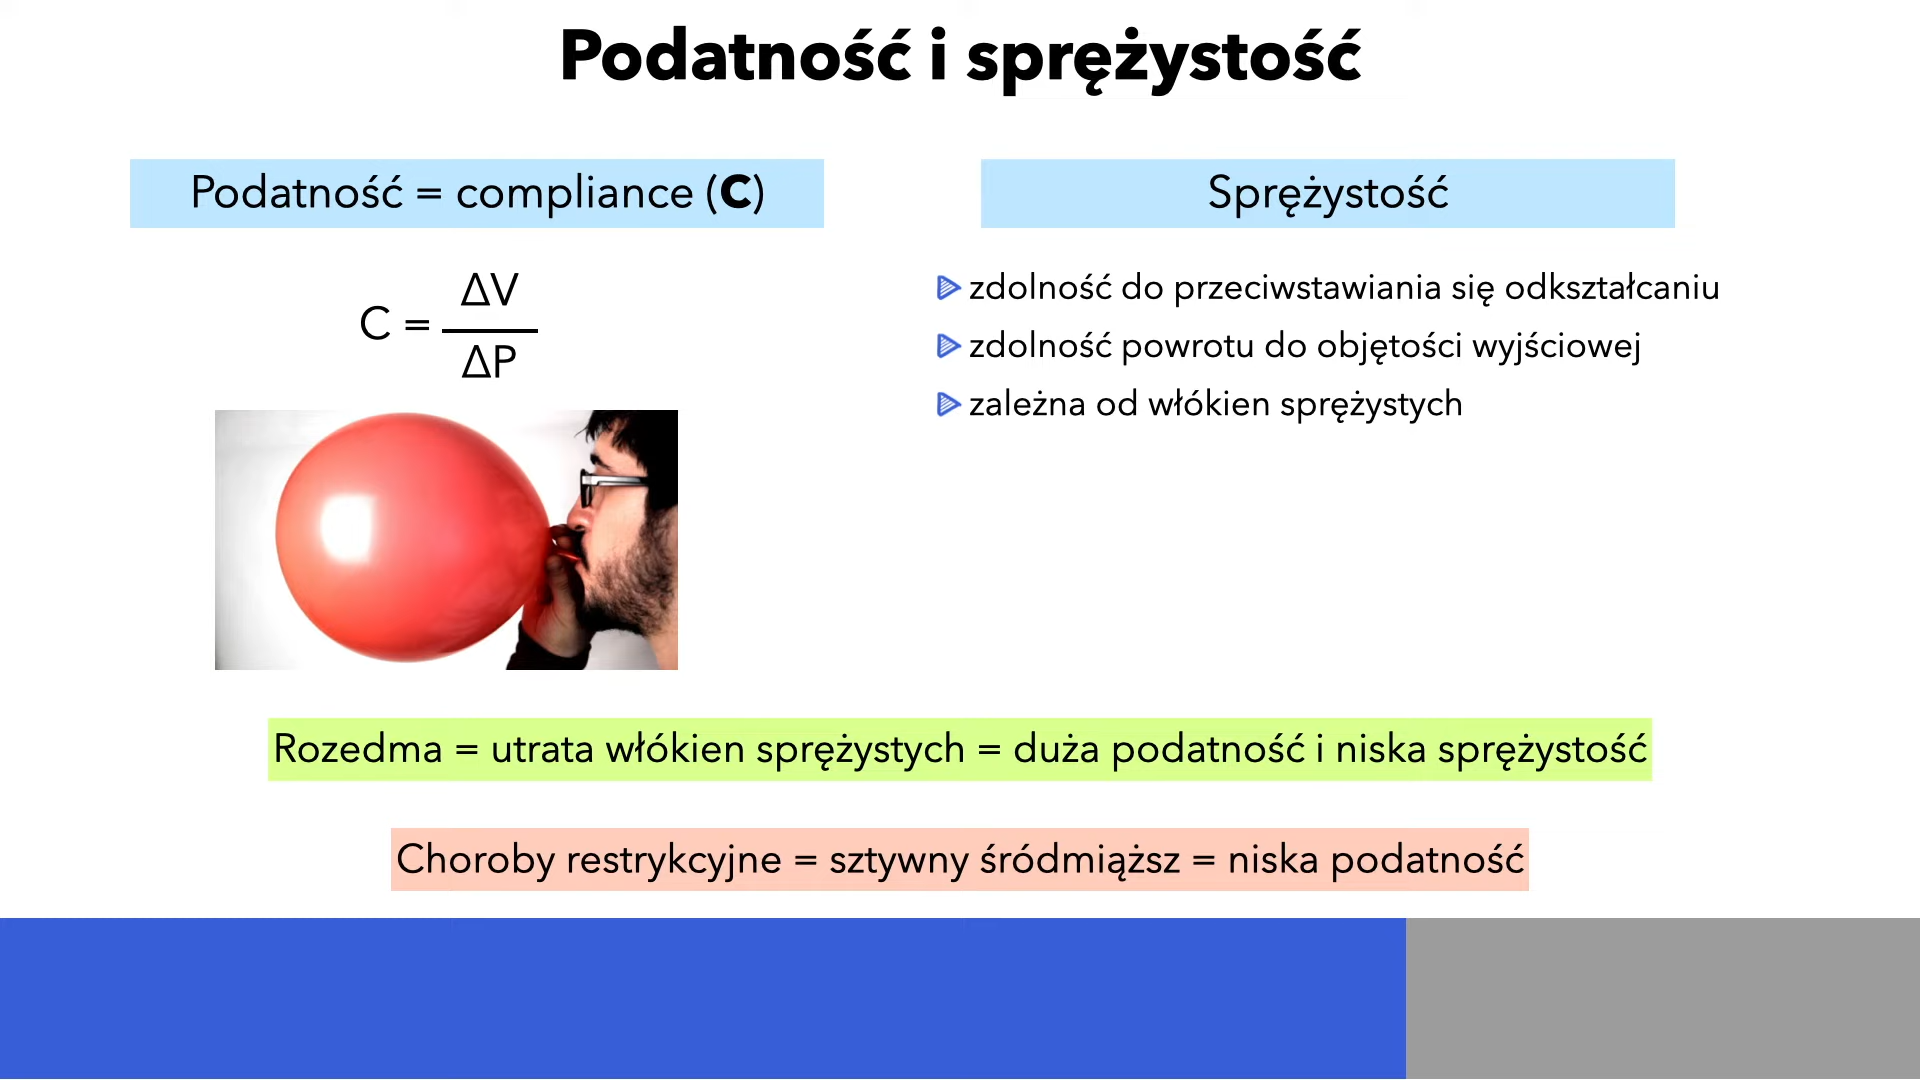 Podatność i sprężystość
Podatność = compliance (C)
C = ΔV
ΔP
Sprężystość
zdolność do przeciwstawiania się odkształcaniu
zdolność powrotu do objętości wyjściowej
zależna od włókien sprężystych
Rozedma = utrata włókien sprężystych = duża podatność i niska sprężystość
Choroby restrykcyjne = sztywny śródmiąższ = niska podatność